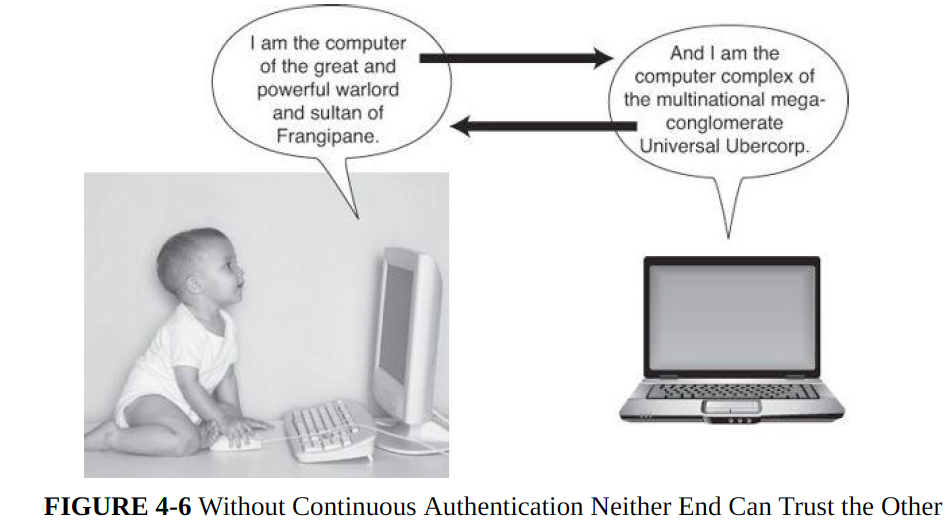 I am the computer
of the great and
powerful warlord
and sultan of
Frangipane.
And I am the
computer complex of
the multinational mega-
conglomerate
Universal Ubercorp.
FIGURE 4-6 Without Continuous Authentication Neither End Can Trust the Other